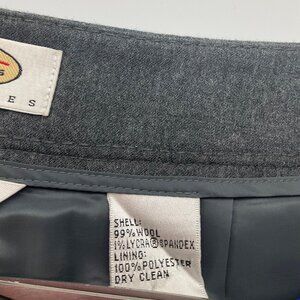 ES
SHELL:
99% WOOL
1% LYCRA® SPANDEX
LINING:
100% POLYESTER
DRY CLEAN